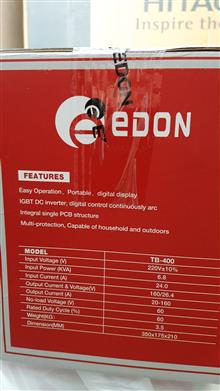 HITAC
EDON
edon
FEATURES
Easy Operation, Portable, digital display
IGBT DC inverter, digital control continuously arc
Integral single PCB structure
Multi-protection, Capable of household and outdoors
MODEL TB-400
Input Voltage (V) 220V±10%
Input Power (KVA) 6.8
Input Current (A) 24.0
Output Current & Voltage(V) 160/26.4
Output Current (A) 20-160
No-load Voltage (V) 60
Rated Duty Cycle (%) 60
Weight(KG) 3.5
Dimension(MM) 350x175x210